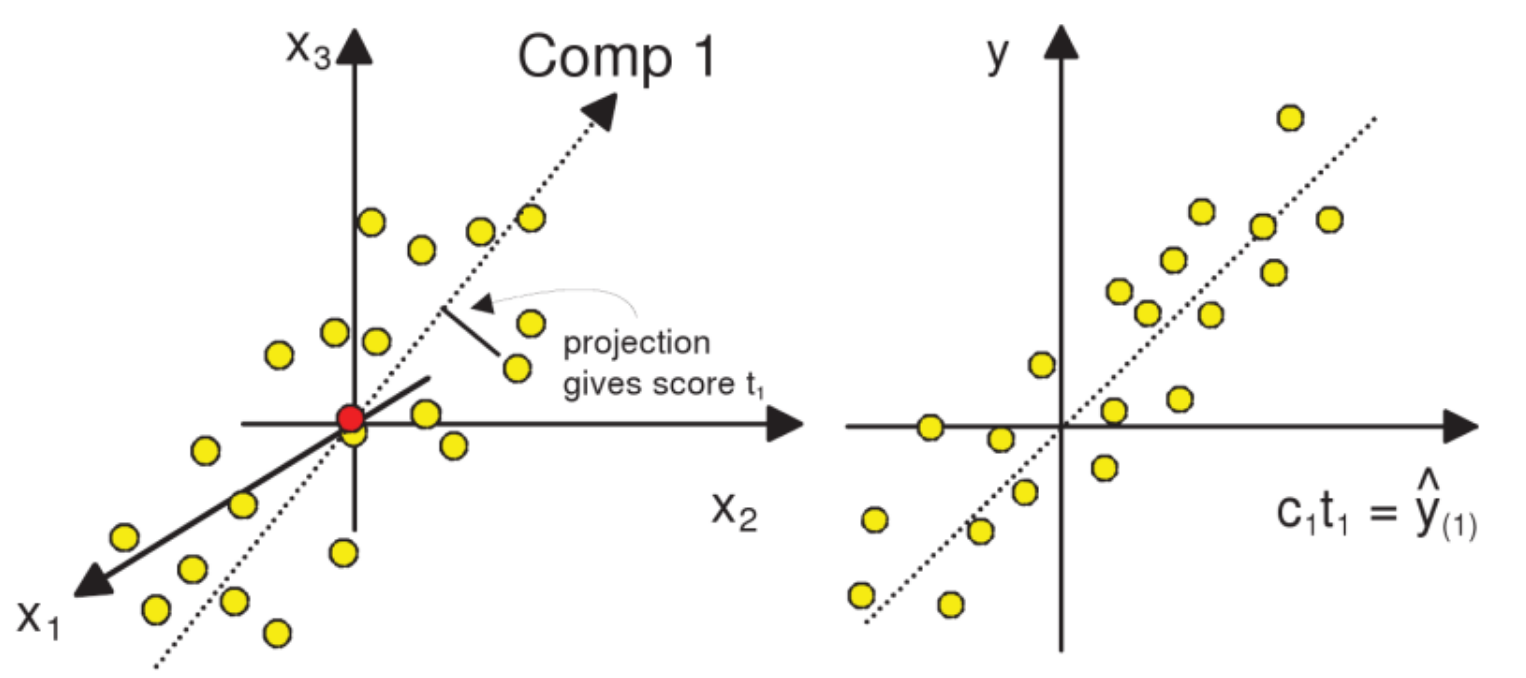 x₃
Comp 1
projection
gives score t₁
x₂
x₁
y
c₁t₁ = ŷ₍₁₎